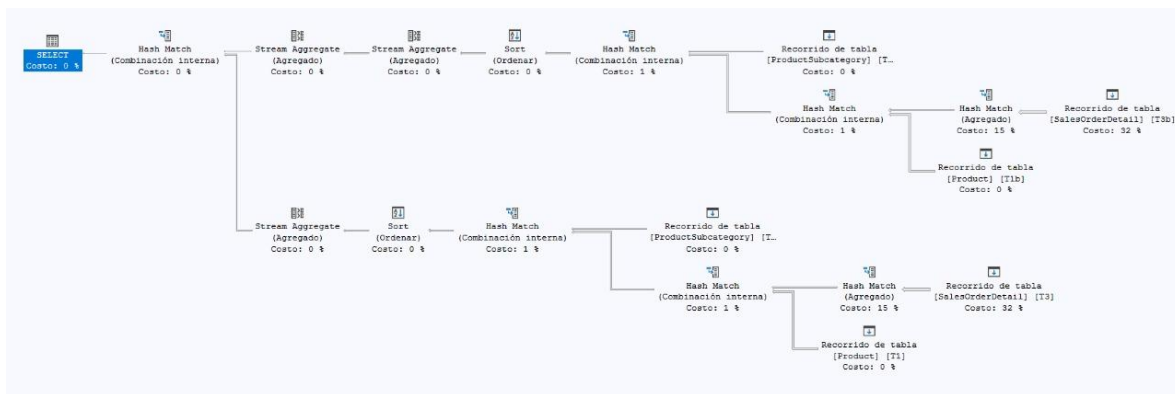 SELECT
Costo: 0 %
Hash Match
(Combinación interna)
Costo: 0 %
Stream Aggregate
(Agregado)
Costo: 0 %
Stream Aggregate
(Agregado)
Costo: 0 %
Sort
(Ordenar)
Costo: 0 %
Hash Match
(Combinación interna)
Costo: 1 %
Recorrido de tabla
[ProductSubcategory] [T…
Costo: 0 %
Hash Match
(Combinación interna)
Costo: 1 %
Hash Match
(Agregado)
Costo: 15 %
Recorrido de tabla
[SalesOrderDetail] [T3b]
Costo: 32 %
Recorrido de tabla
[Product] [T1b]
Costo: 0 %
Stream Aggregate
(Agregado)
Costo: 0 %
Sort
(Ordenar)
Costo: 0 %
Hash Match
(Combinación interna)
Costo: 1 %
Recorrido de tabla
[ProductSubcategory] [T…
Costo: 0 %
Hash Match
(Combinación interna)
Costo: 1 %
Hash Match
(Agregado)
Costo: 15 %
Recorrido de tabla
[SalesOrderDetail] [T3]
Costo: 32 %
Recorrido de tabla
[Product] [T1]
Costo: 0 %